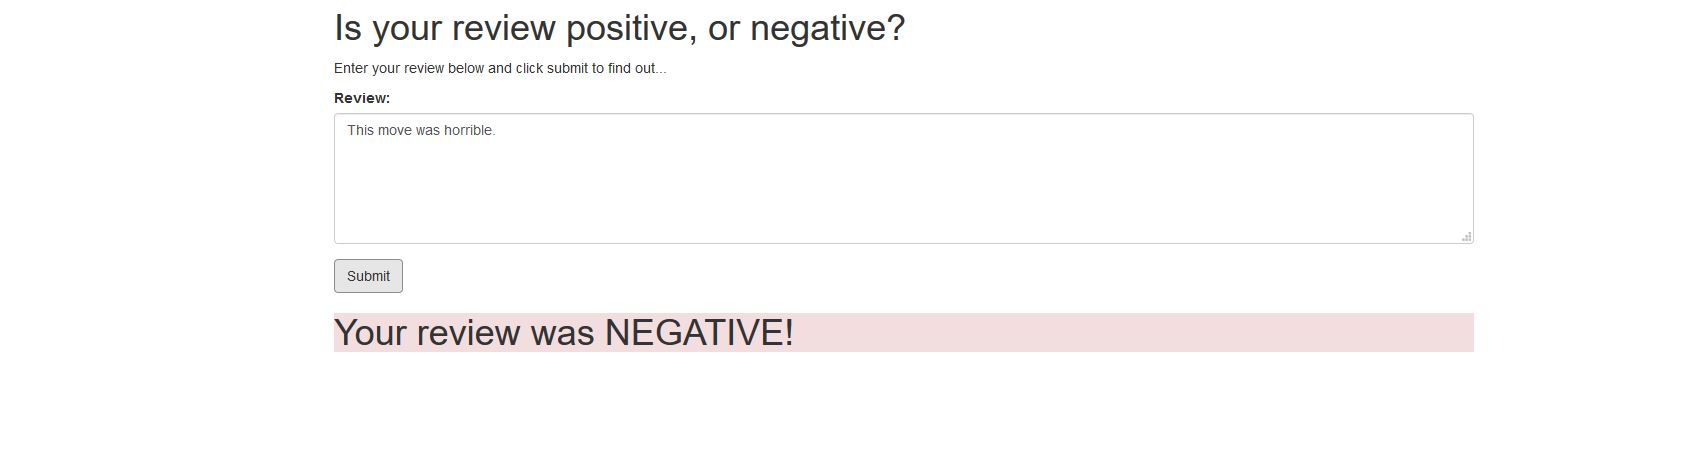 Is your review positive, or negative?
Enter your review below and click submit to find out...
Review:
This move was horrible.
Submit
Your review was NEGATIVE!